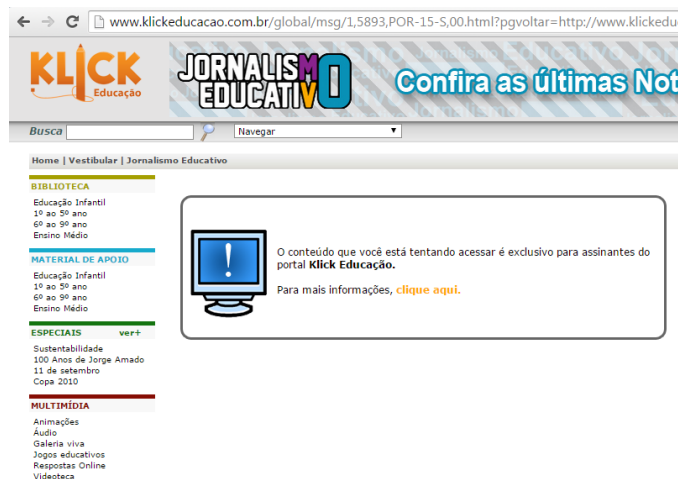 www.klickeducacao.com.br/global/msg/1,5893,POR-15-S,00.html?pgvoltar=http://www.klickedu
KLICK
Educação
JORNALISMO
EDUCATIVO
Confira as últimas Not
Busca
Navegar
Home | Vestibular | Jornalismo Educativo
BIBLIOTECA
Educação Infantil
1º ao 5º ano
6º ao 9º ano
Ensino Médio
MATERIAL DE APOIO
Educação Infantil
1º ao 5º ano
6º ao 9º ano
Ensino Médio
ESPECIAIS ver+
Sustentabilidade
100 Anos de Jorge Amado
11 de setembro
Copa 2010
MULTIMÍDIA
Animações
Áudio
Galeria viva
Jogos educativos
Respostas Online
Videoteca
!
O conteúdo que você está tentando acessar é exclusivo para assinantes do
portal Klick Educação.
Para mais informações, clique aqui.